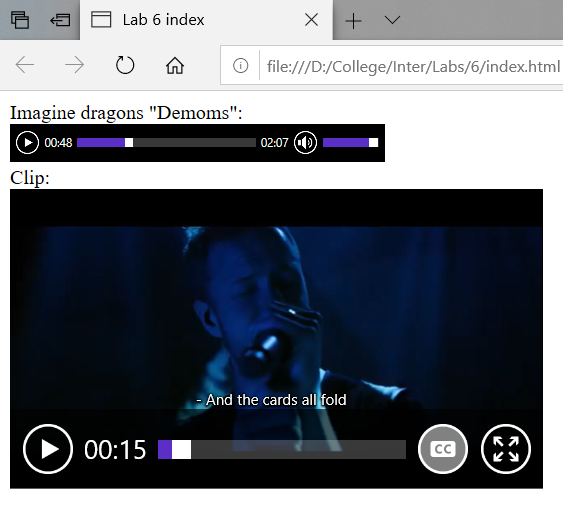 Lab 6 index
file:///D:/College/Inter/Labs/6/index.html
Imagine dragons "Demoms":
00:48 02:07
Clip:
- And the cards all fold
00:15 CC